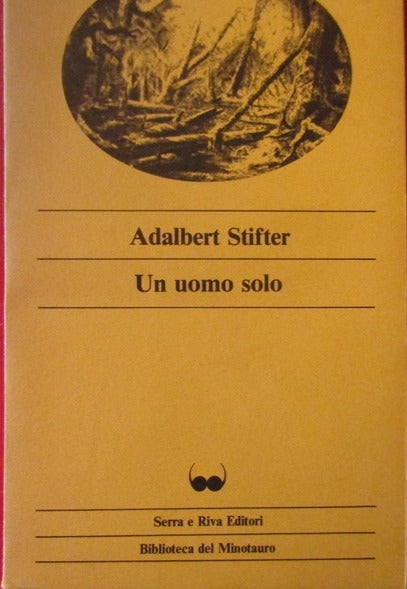 Adalbert Stifter
Un uomo solo
Serra e Riva Editori
Biblioteca del Minotauro